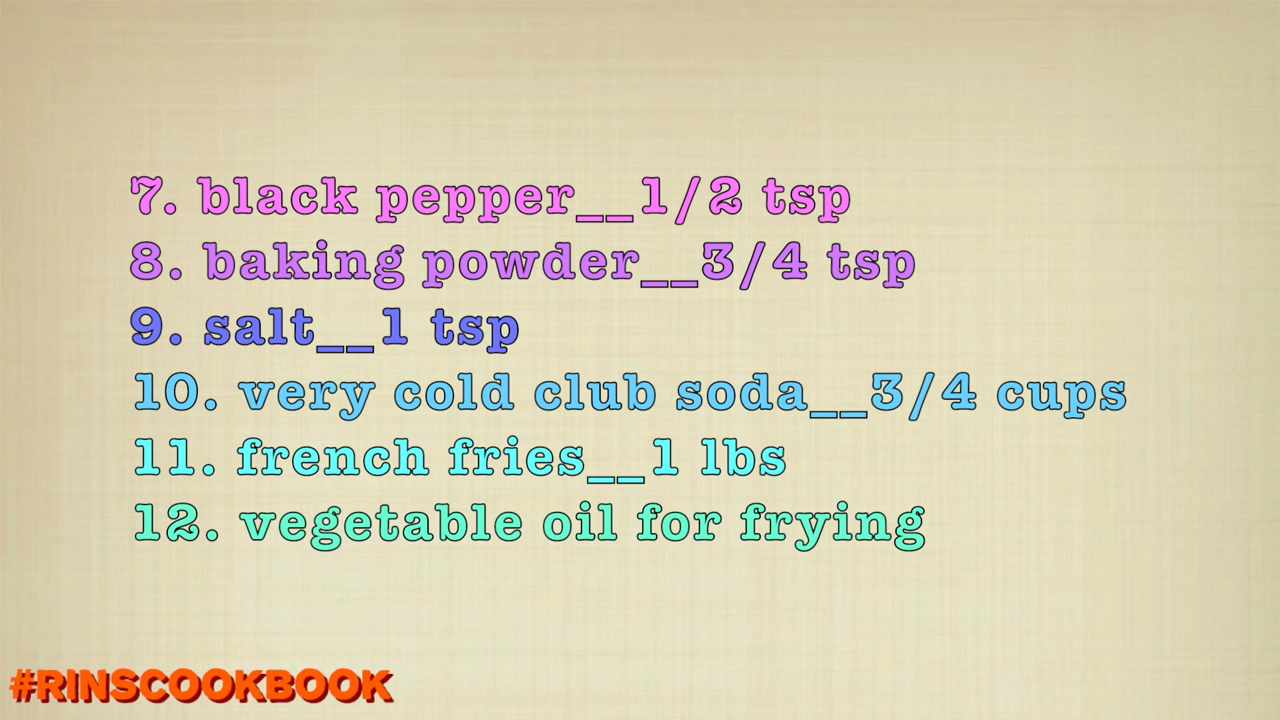 7. black pepper__1/2 tsp
8. baking powder__3/4 tsp
9. salt__1 tsp
10. very cold club soda__3/4 cups
11. french fries__1 lbs
12. vegetable oil for frying
#RINSCOOKBOOK